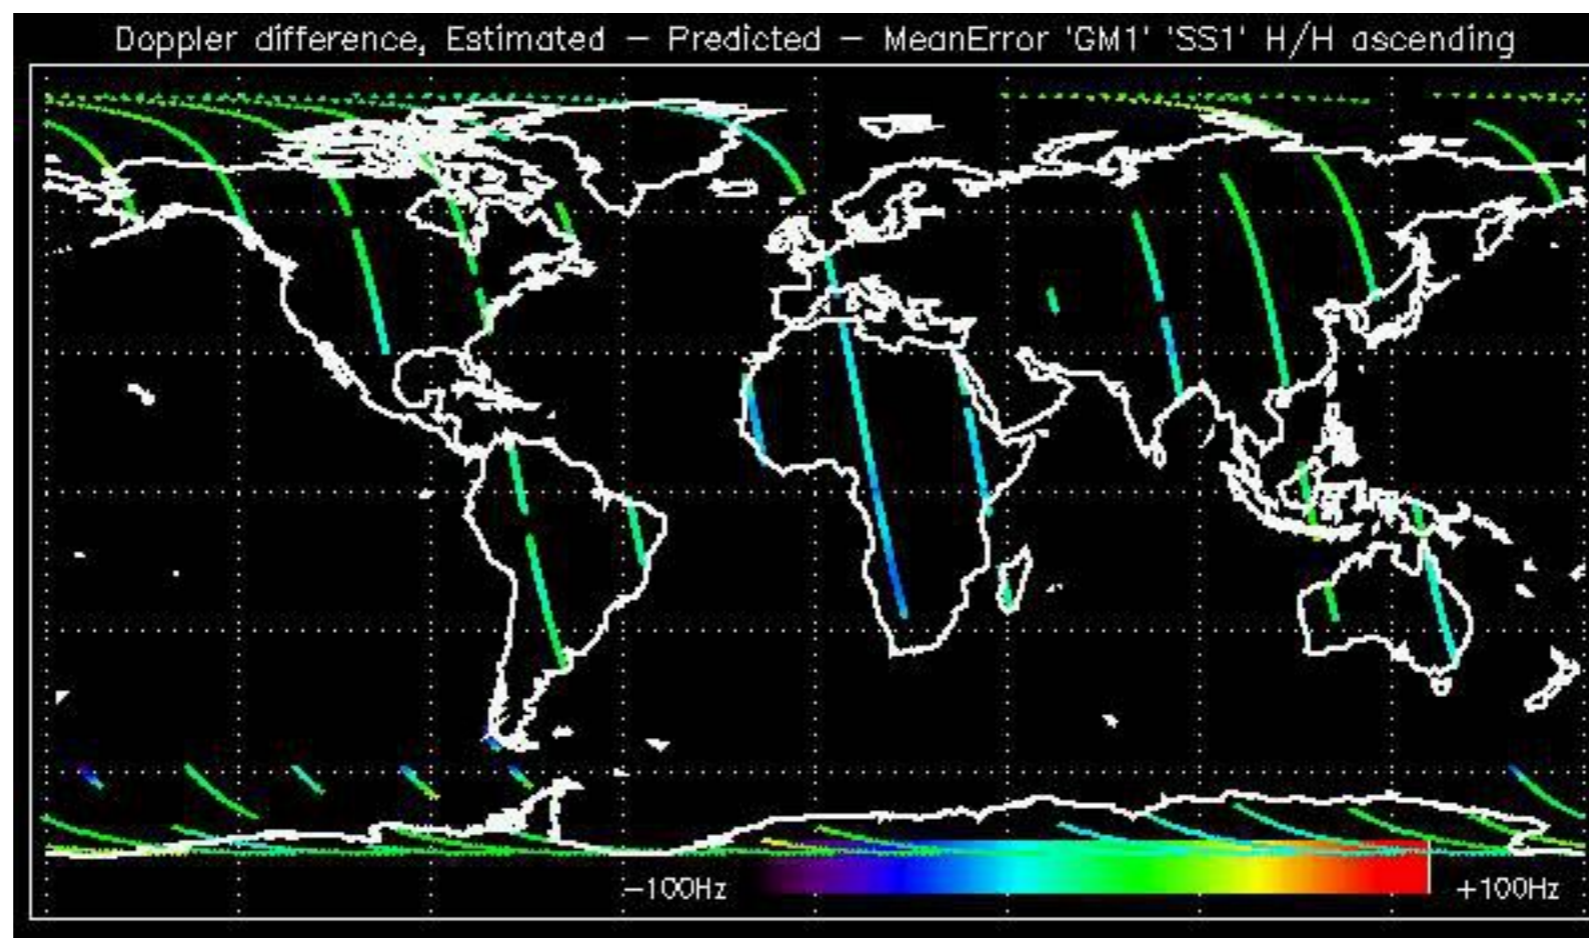 Doppler difference, Estimated – Predicted – MeanError 'GM1' 'SS1' H/H ascending
–100Hz +100Hz